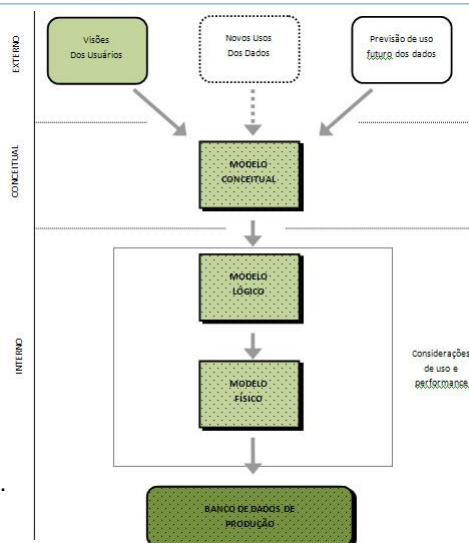 EXTERNO
Visões
Dos Usuários
Novos Usos
Dos Dados
Previsão de uso
futuro dos dados
CONCEITUAL
MODELO
CONCEITUAL
INTERNO
MODELO
LÓGICO
MODELO
FÍSICO
Considerações
de uso e
performance
.
BANCO DE DADOS DE
PRODUÇÃO